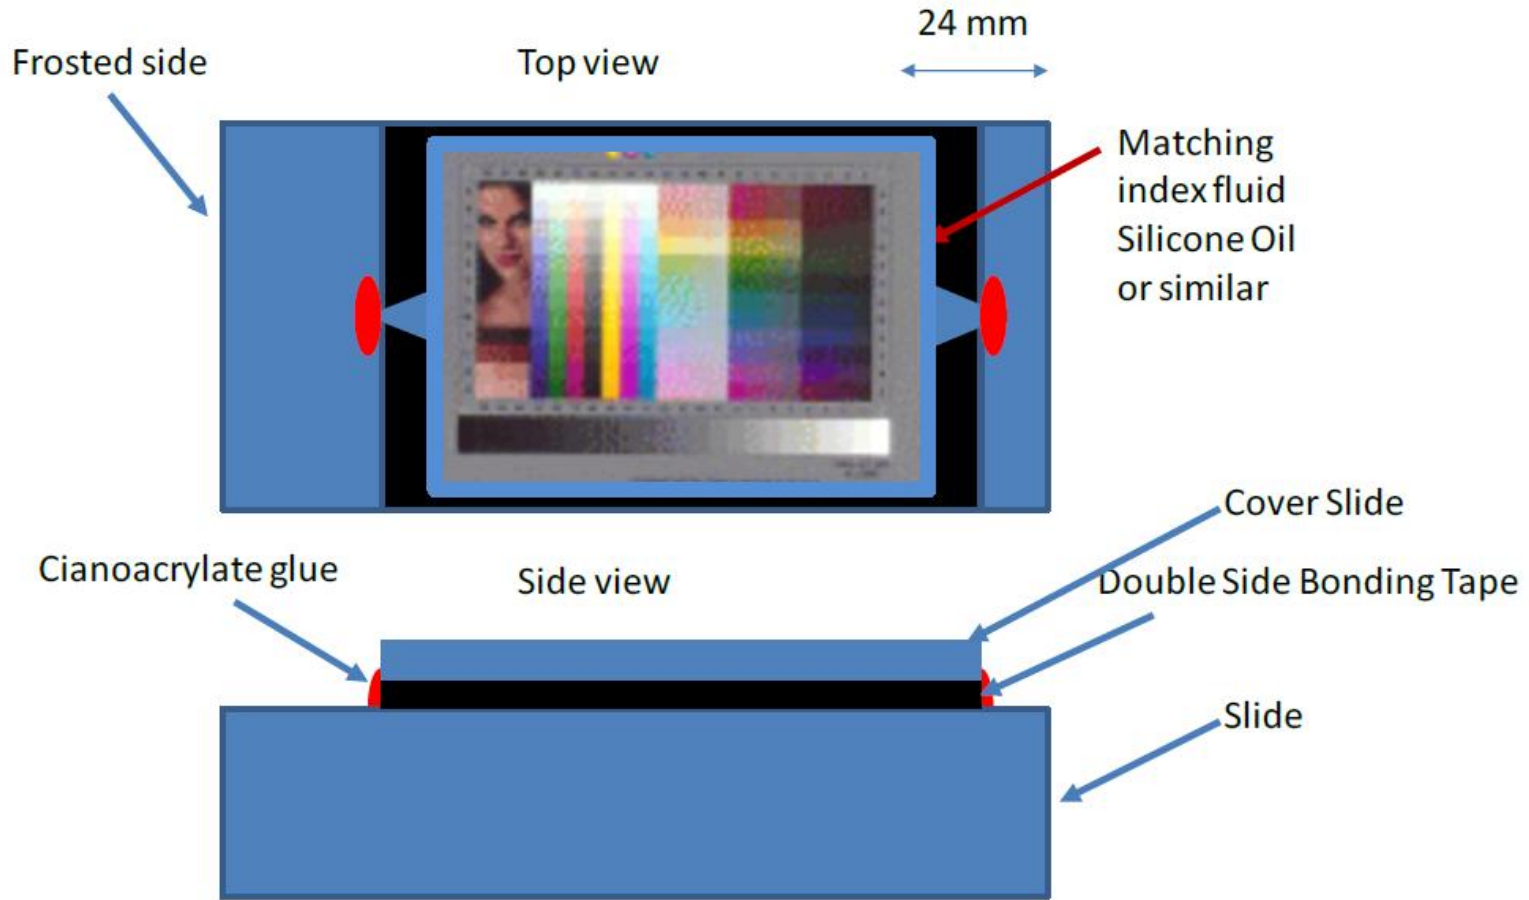 24 mm
Frosted side
Top view
Matching
index fluid
Silicone Oil
or similar
Cover Slide
Cianoacrylate glue
Side view
Double Side Bonding Tape
Slide